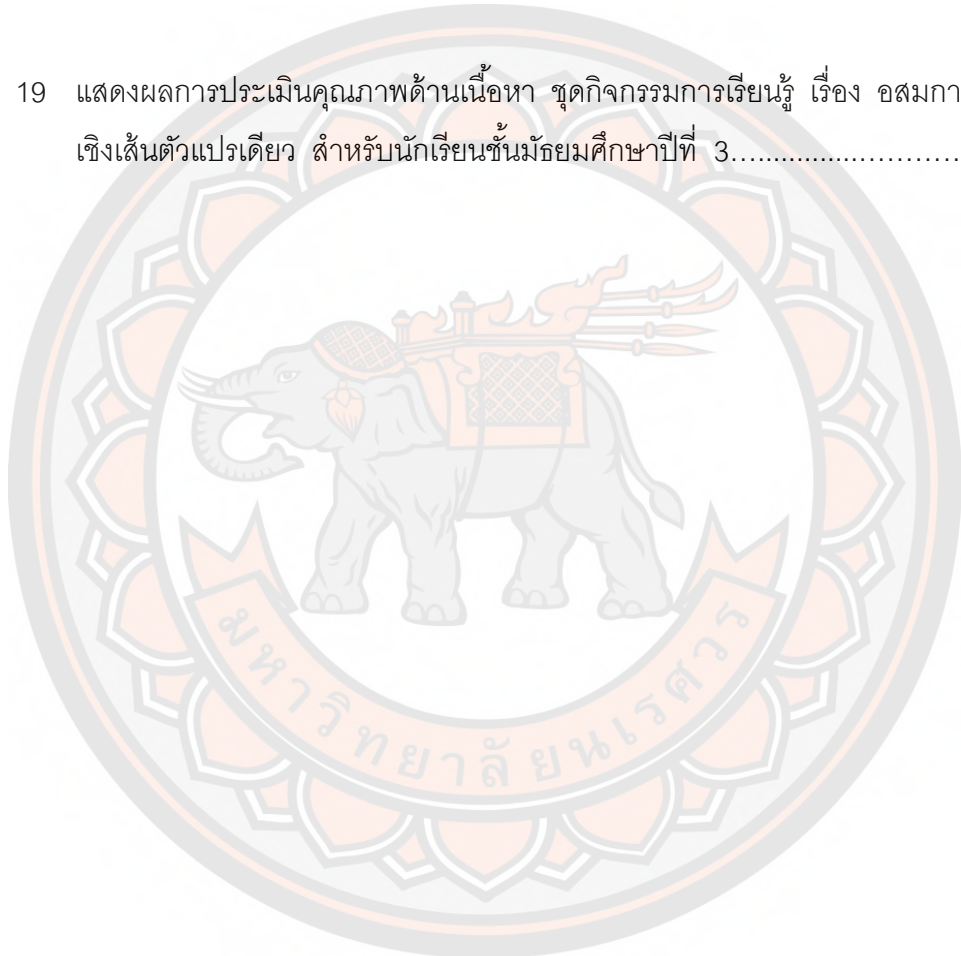 19 แสดงผลการประเมินคุณภาพด้านเนื้อหา ชุดกิจกรรมการเรียนรู้ เรื่อง อสมกา
เชิงเส้นตัวแปรเดียว สำหรับนักเรียนชั้นมัธยมศึกษาปีที่ 3…..............………
มหาวิทยาลัยนเรศวร